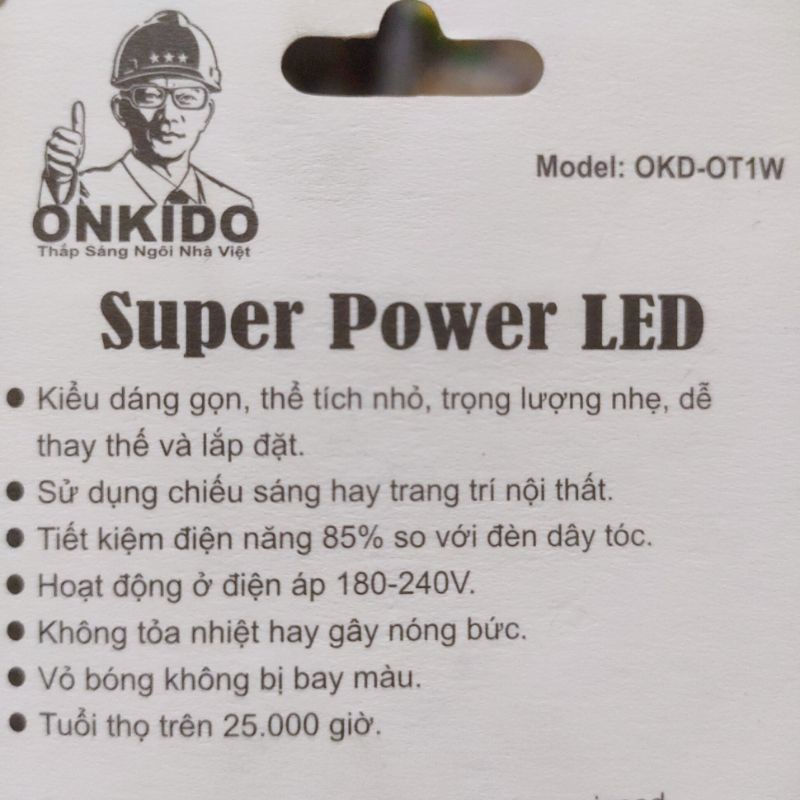 ONKIDO
Thắp Sáng Ngôi Nhà Việt
Model: OKD-OT1W
Super Power LED
• Kiểu dáng gọn, thể tích nhỏ, trọng lượng nhẹ, dễ
thay thế và lắp đặt.
• Sử dụng chiếu sáng hay trang trí nội thất.
• Tiết kiệm điện năng 85% so với đèn dây tóc.
• Hoạt động ở điện áp 180-240V.
• Không tỏa nhiệt hay gây nóng bức.
• Vỏ bóng không bị bay màu.
• Tuổi thọ trên 25.000 giờ.